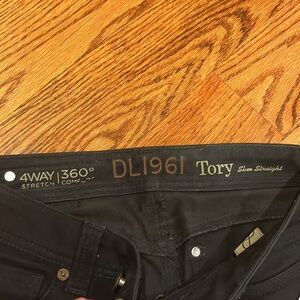 4WAY 360°
STRETCH COMFORT
DL1961
Tory Slim Straight